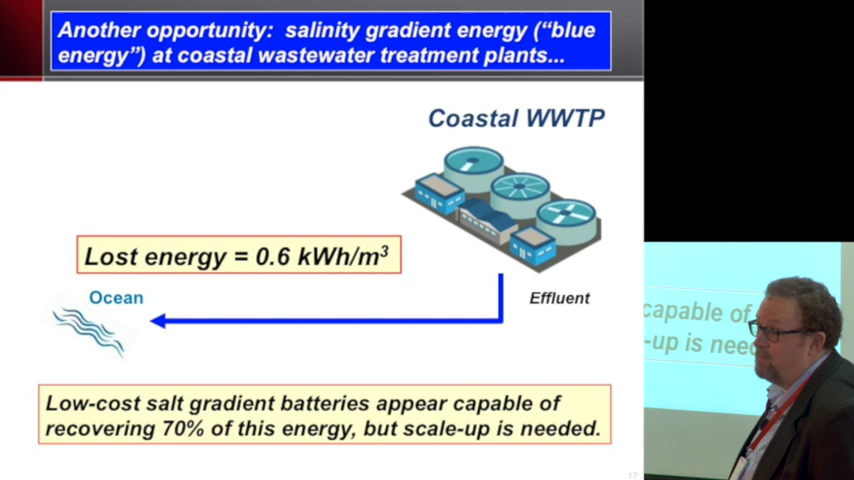 Another opportunity: salinity gradient energy (“blue
energy”) at coastal wastewater treatment plants...
Coastal WWTP
Lost energy = 0.6 kWh/m³
Ocean
Effluent
Low-cost salt gradient batteries appear capable of
recovering 70% of this energy, but scale-up is needed.
17
capable of
-up is